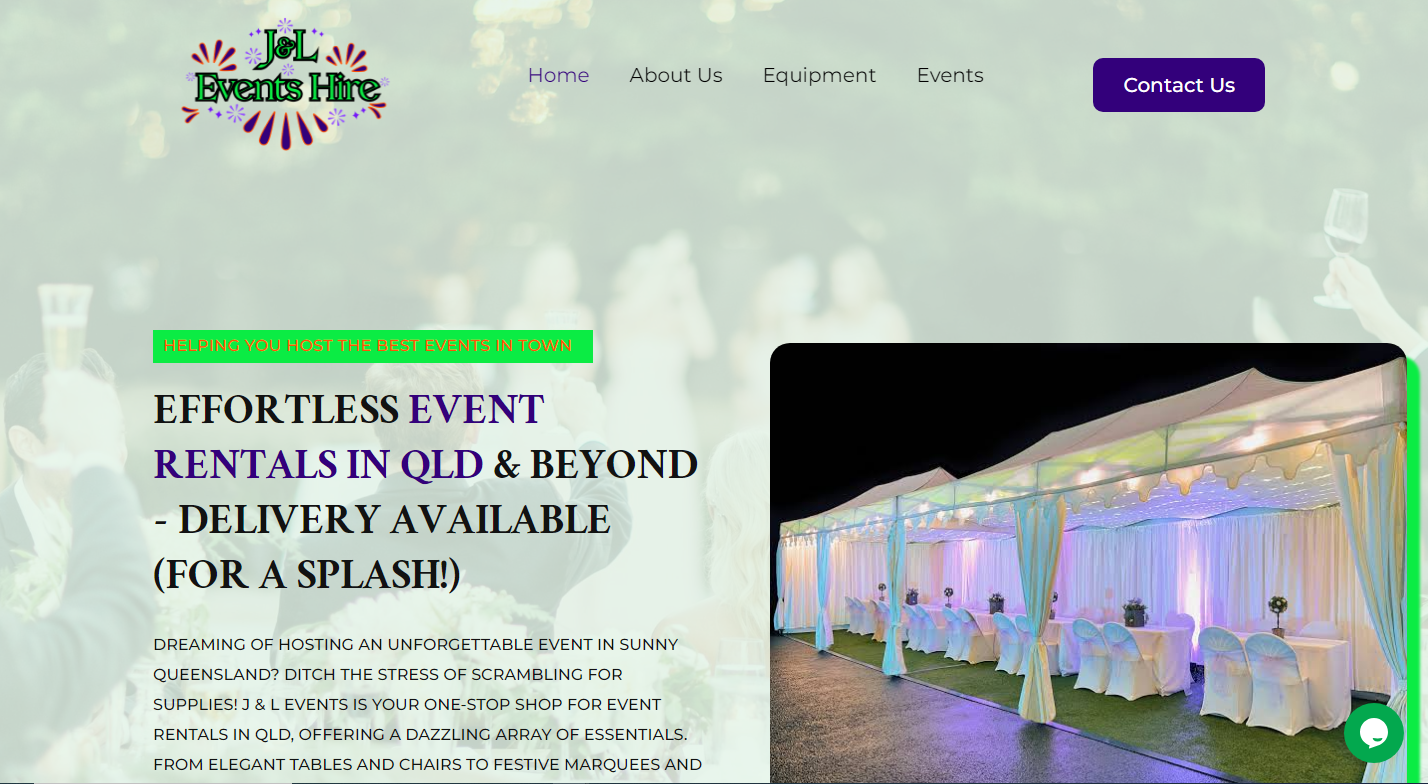 J&L
Events Hire
Home
About Us
Equipment
Events
Contact Us
HELPING YOU HOST THE BEST EVENTS IN TOWN
EFFORTLESS EVENT
RENTALS IN QLD & BEYOND
- DELIVERY AVAILABLE
(FOR A SPLASH!)
DREAMING OF HOSTING AN UNFORGETTABLE EVENT IN SUNNY
QUEENSLAND? DITCH THE STRESS OF SCRAMBLING FOR
SUPPLIES! J & L EVENTS IS YOUR ONE-STOP SHOP FOR EVENT
RENTALS IN QLD, OFFERING A DAZZLING ARRAY OF ESSENTIALS.
FROM ELEGANT TABLES AND CHAIRS TO FESTIVE MARQUEES AND